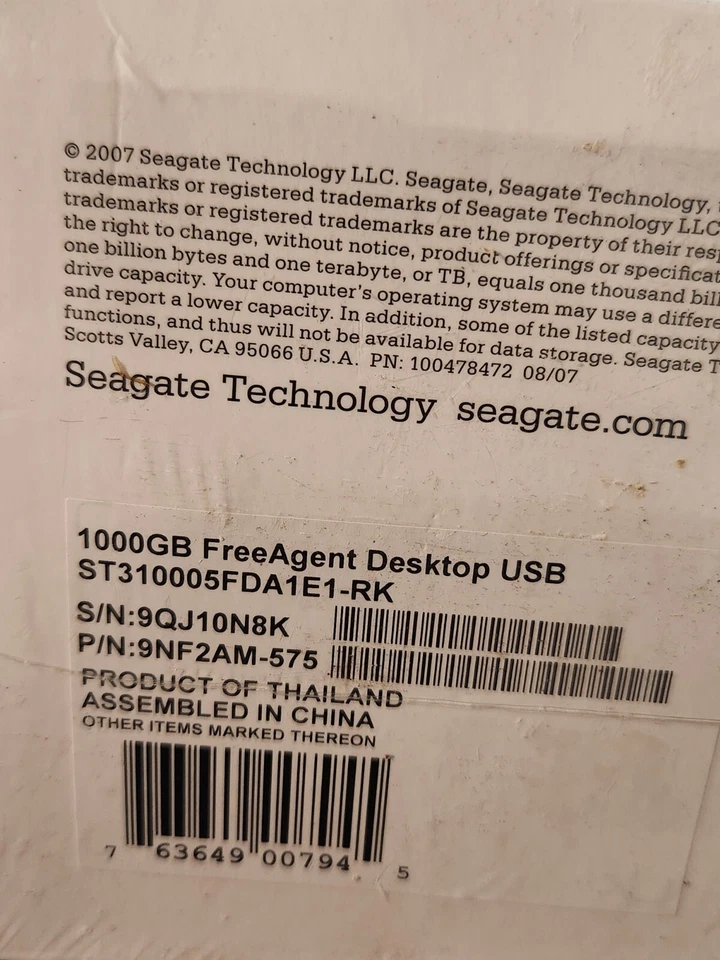 © 2007 Seagate Technology LLC. Seagate, Seagate Technology,
trademarks or registered trademarks of Seagate Technology LLC
trademarks or registered trademarks are the property of their
the right to change, without notice, product offerings or
one billion bytes and one terabyte, or TB, equals one thousand
drive capacity. Your computer's operating system may use a
and report a lower capacity. In addition, some of the listed capacity
functions, and thus will not be available for data storage. Seagate
Scotts Valley, CA 95066 U.S.A. PN: 100478472 08/07
Seagate Technology seagate.com
1000GB FreeAgent Desktop USB
ST310005FDA1E1-RK
S/N:9QJ10N8K
P/N:9NF2AM-575
PRODUCT OF THAILAND
ASSEMBLED IN CHINA
OTHER ITEMS MARKED THEREON
7 63649 00794 5